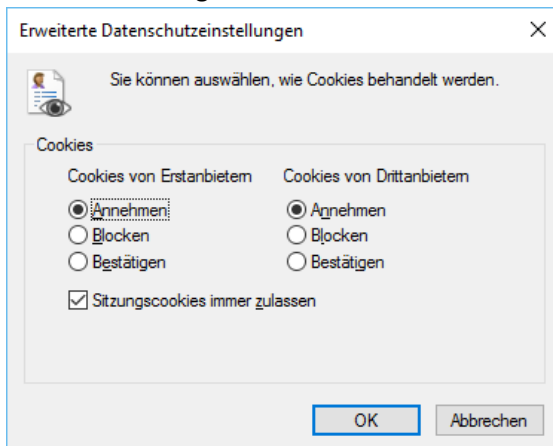 Erweiterte Datenschutzeinstellungen
Sie können auswählen, wie Cookies behandelt werden.
Cookies
Cookies von Erstanbietern Cookies von Drittanbietern
Annehmen Annehmen
Blocken Blocken
Bestätigen Bestätigen
Sitzungscookies immer zulassen
OK Abbrechen